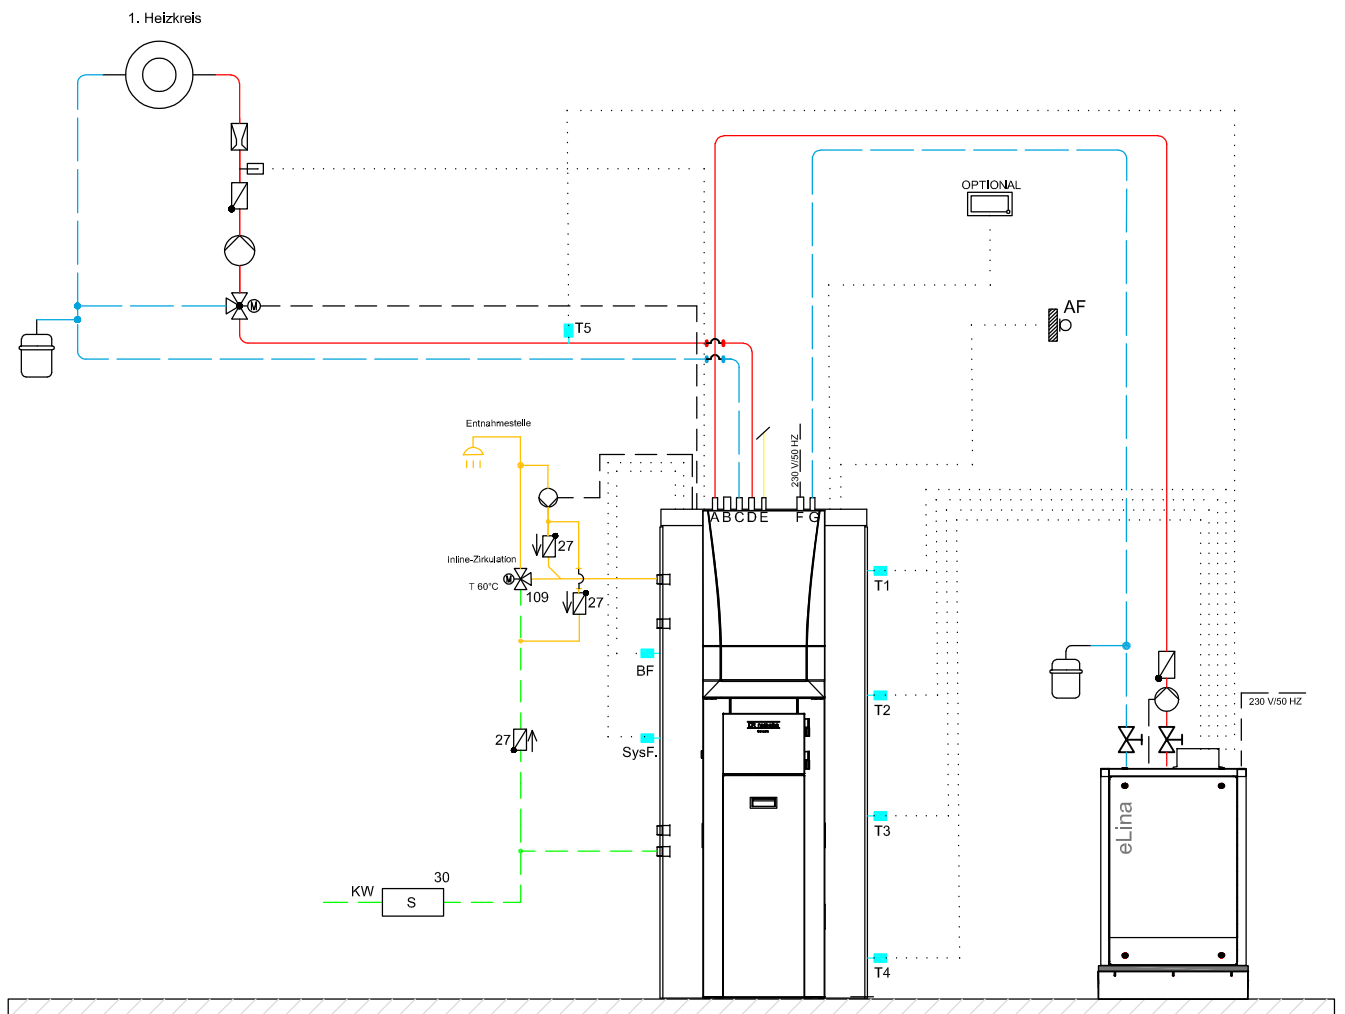 1. Heizkreis
OPTIONAL
AF
T5
Entnahmestelle
230 V/50 HZ
A B C D E F G
27
Inline-Zirkulation
T 60°C
M
M
109
27
T1
BF
T2
230 V/50 HZ
27
SysF.
T3
eLina
KW
30
S
T4